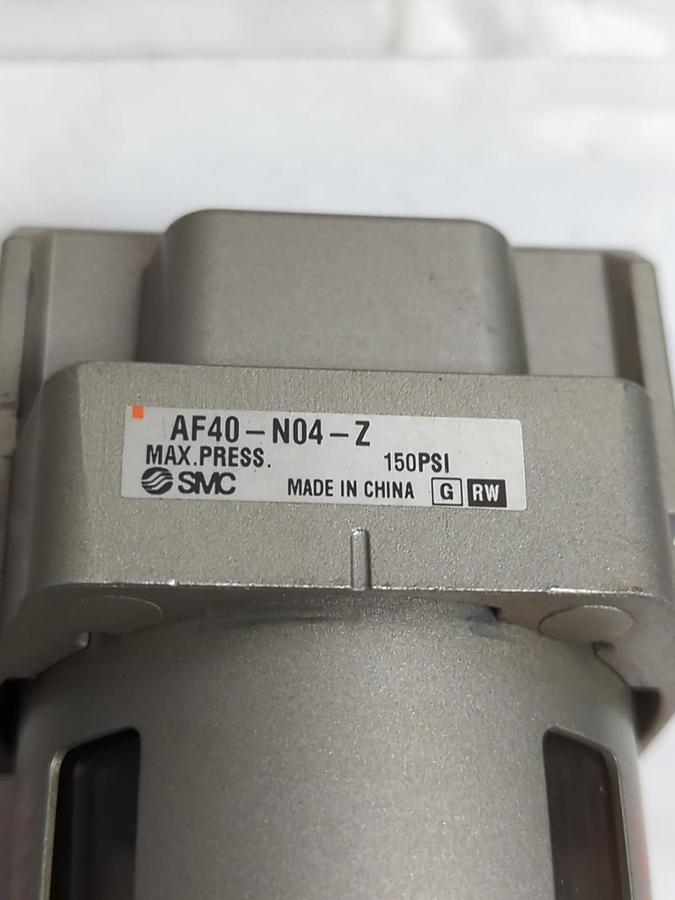 AF40-N04-Z
MAX.PRESS. 150PSI
SMC MADE IN CHINA G RW